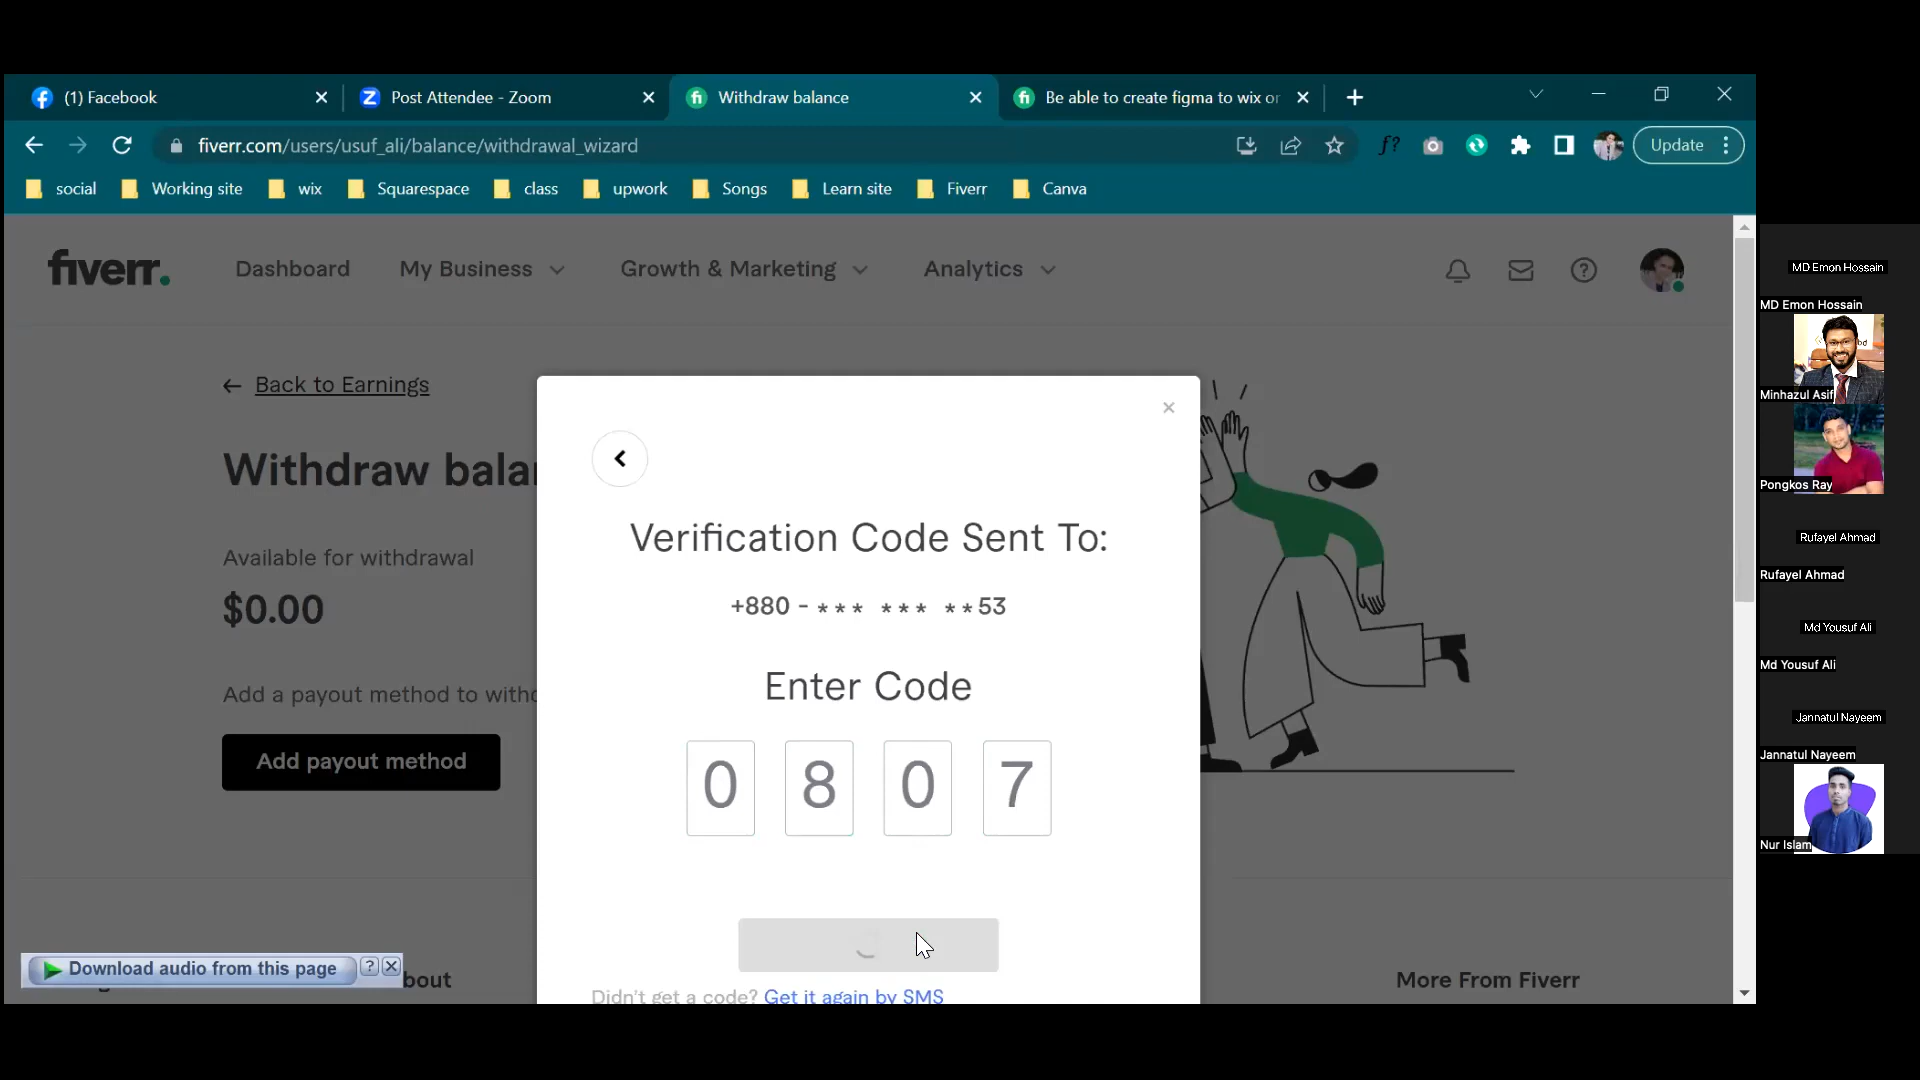 (1) Facebook
Post Attendee - Zoom
Withdraw balance
Be able to create figma to wix or
fiverr.com/users/usuf_ali/balance/withdrawal_wizard
f?
Update
social
Working site
wix
Squarespace
class
upwork
Songs
Learn site
Fiverr
Canva
fiverr.
Dashboard
My Business
Growth & Marketing
Analytics
Back to Earnings
Withdraw balan
Available for withdrawal
$0.00
Add a payout method to withd
Add payout method
Verification Code Sent To:
+880 - *** *** **53
Enter Code
0 8 0 7
Didn't get a code? Get it again by SMS
Download audio from this page
?
bout
More From Fiverr
MD Emon Hossain
MD Emon Hossain
Minhazul Asif
Pongkos Ray
Rufayel Ahmad
Rufayel Ahmad
Md Yousuf Ali
Md Yousuf Ali
Jannatul Nayeem
Jannatul Nayeem
Nur Islam